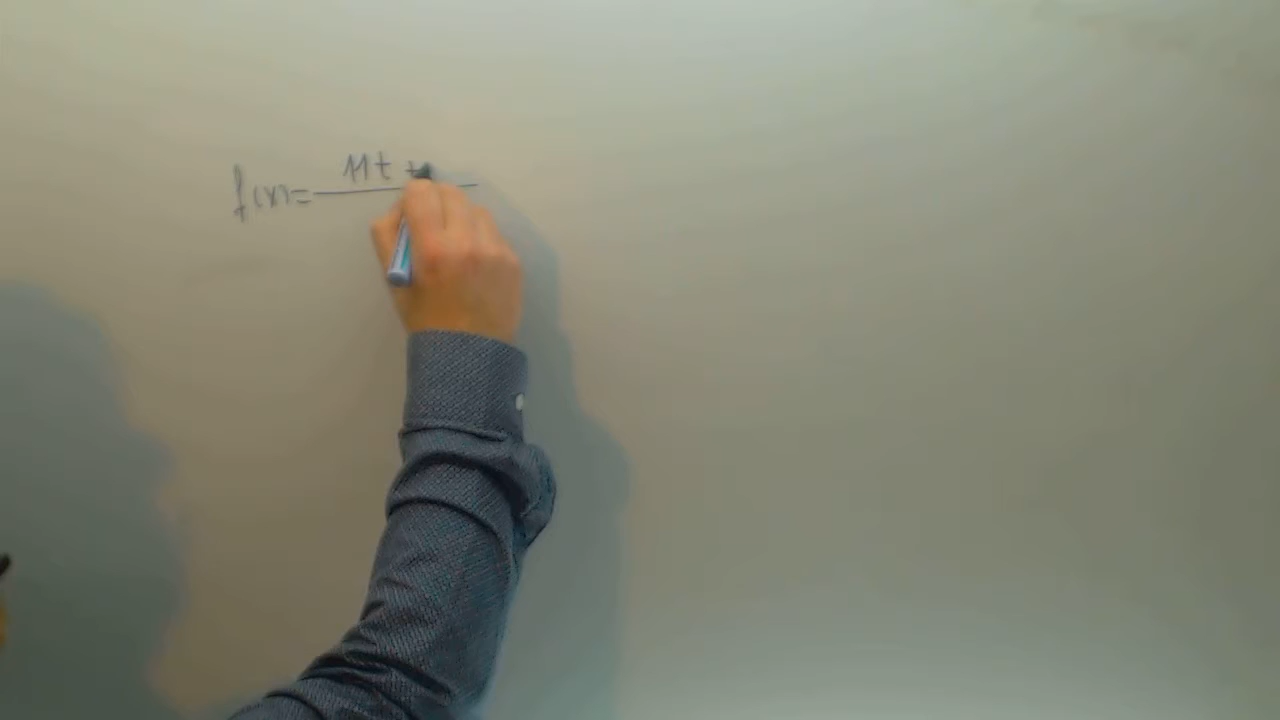 f(x)= 11t +